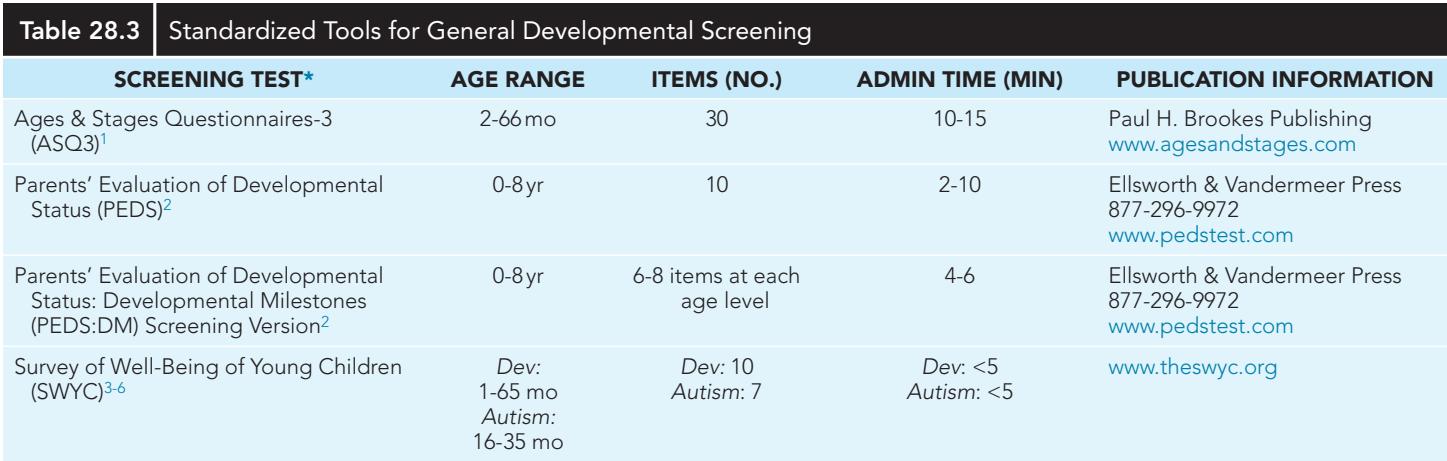 Table 28.3 Standardized Tools for General Developmental Screening
SCREENING TEST* AGE RANGE ITEMS (NO.) ADMIN TIME (MIN) PUBLICATION INFORMATION
Ages & Stages Questionnaires-3 2-66 mo 30 10-15 Paul H. Brookes Publishing
(ASQ3)1 www.agesandstages.com
Parents’ Evaluation of Developmental 0-8 yr 10 2-10 Ellsworth & Vandermeer Press
Status (PEDS)2 877-296-9972
www.pedstest.com
Parents’ Evaluation of Developmental 0-8 yr 6-8 items at each 4-6 Ellsworth & Vandermeer Press
Status: Developmental Milestones age level 877-296-9972
(PEDS:DM) Screening Version2 www.pedstest.com
Survey of Well-Being of Young Children Dev: Dev: 10 Dev: <5 www.theswyc.org
(SWYC)3-6 1-65 mo Autism: 7 Autism: <5
Autism:
16-35 mo